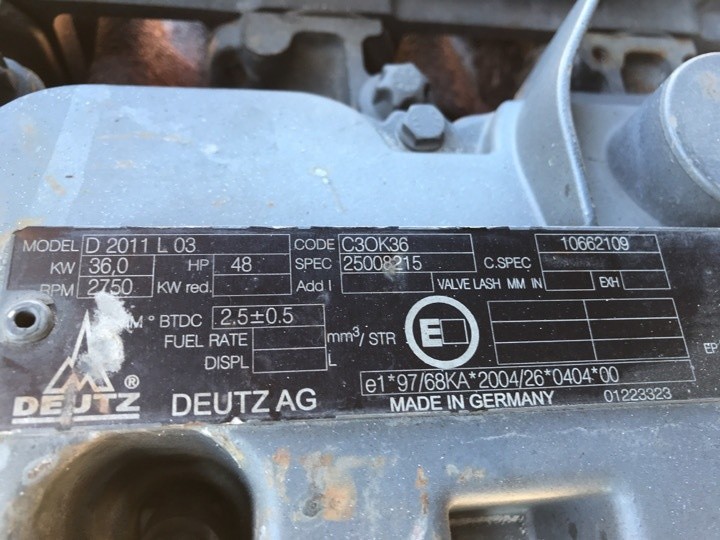 MODEL D 2011 L 03 CODE C3OK36 10662109
KW 36,0 HP 48 SPEC 25008215 C.SPEC
RPM 2750 KW red. Add I VALVE LASH MM IN EXH
° BTDC 2.5±0.5
FUEL RATE mm³/STR E
DISPL L EP
e1*97/68KA*2004/26*0404*00
DEUTZ DEUTZ AG MADE IN GERMANY 01223323